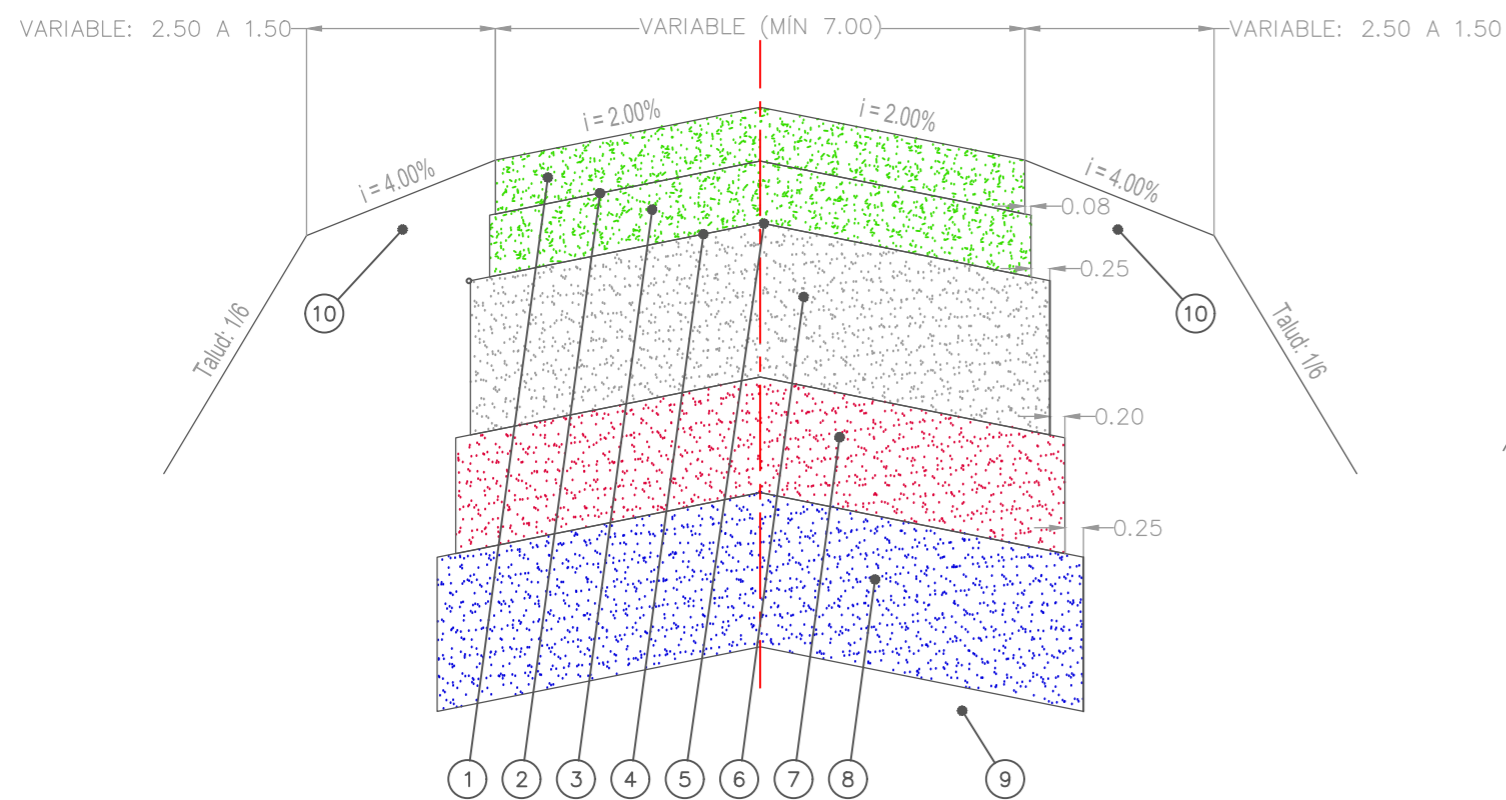 VARIABLE: 2.50 A 1.50
VARIABLE (MÍN 7.00)
VARIABLE: 2.50 A 1.50
i = 2.00%
i = 2.00%
i = 4.00%
i = 4.00%
0.08
0.25
10
10
Talud: 1/6
Talud: 1/6
0.20
0.25
1
2
3
4
5
6
7
8
9